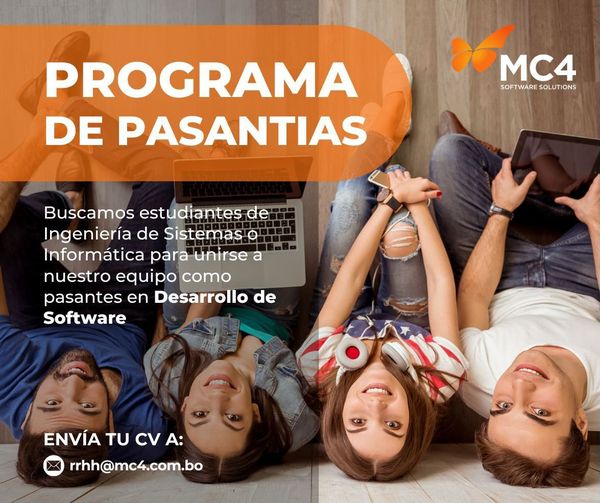 PROGRAMA
DE PASANTIAS
MC4
SOFTWARE SOLUTIONS
Buscamos estudiantes de
Ingeniería de Sistemas o
Informática para unirse a
nuestro equipo como
pasantes en Desarrollo de
Software
ENVÍA TU CV A:
rrhh@mc4.com.bo